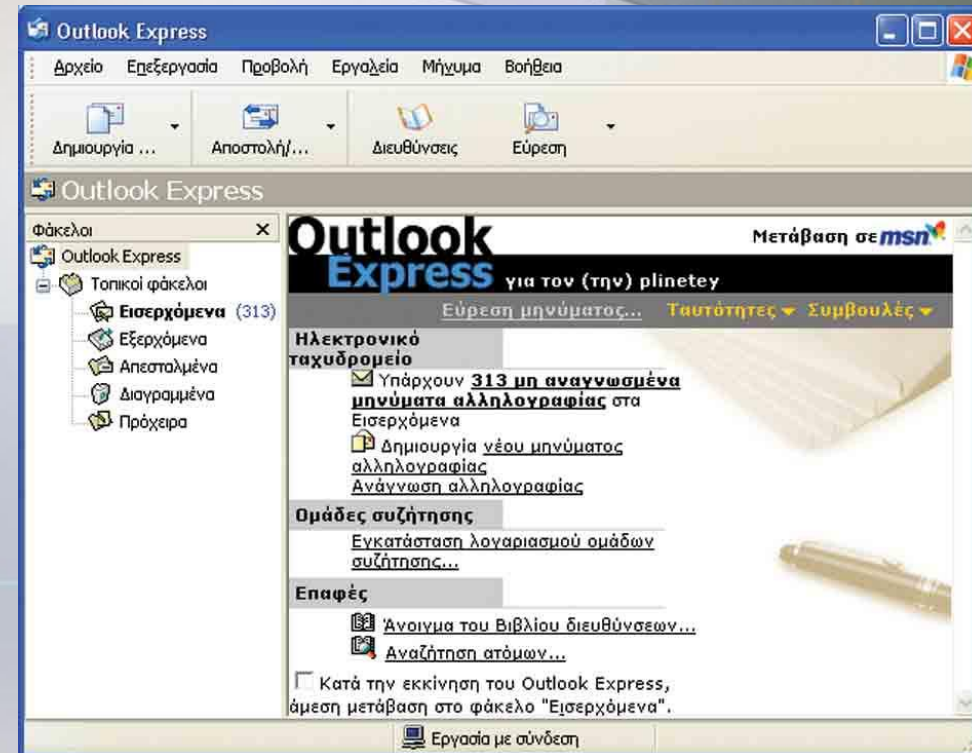 Outlook Express
Αρχείο Επεξεργασία Προβολή Εργαλεία Μήνυμα Βοήθεια
Δημιουργία ... Αποστολή/... Διευθύνσεις Εύρεση
Outlook Express
Φάκελοι x
Outlook Express
Τοπικοί φάκελοι
Εισερχόμενα (313)
Εξερχόμενα
Απεσταλμένα
Διαγραμμένα
Πρόχειρα
Outlook
Μετάβαση σε msn
Express για τον (την) plinetey
Εύρεση μηνύματος... Ταυτότητες Συμβουλές
Ηλεκτρονικό
ταχυδρομείο
Υπάρχουν 313 μη αναγνωσμένα
μηνύματα αλληλογραφίας στα
Εισερχόμενα
Δημιουργία νέου μηνύματος
αλληλογραφίας
Ανάγνωση αλληλογραφίας
Ομάδες συζήτησης
Εγκατάσταση λογαριασμού ομάδων
συζήτησης...
Επαφές
Άνοιγμα του Βιβλίου διευθύνσεων...
Αναζήτηση ατόμων...
Κατά την εκκίνηση του Outlook Express,
άμεση μετάβαση στο φάκελο "Εισερχόμενα".
Εργασία με σύνδεση